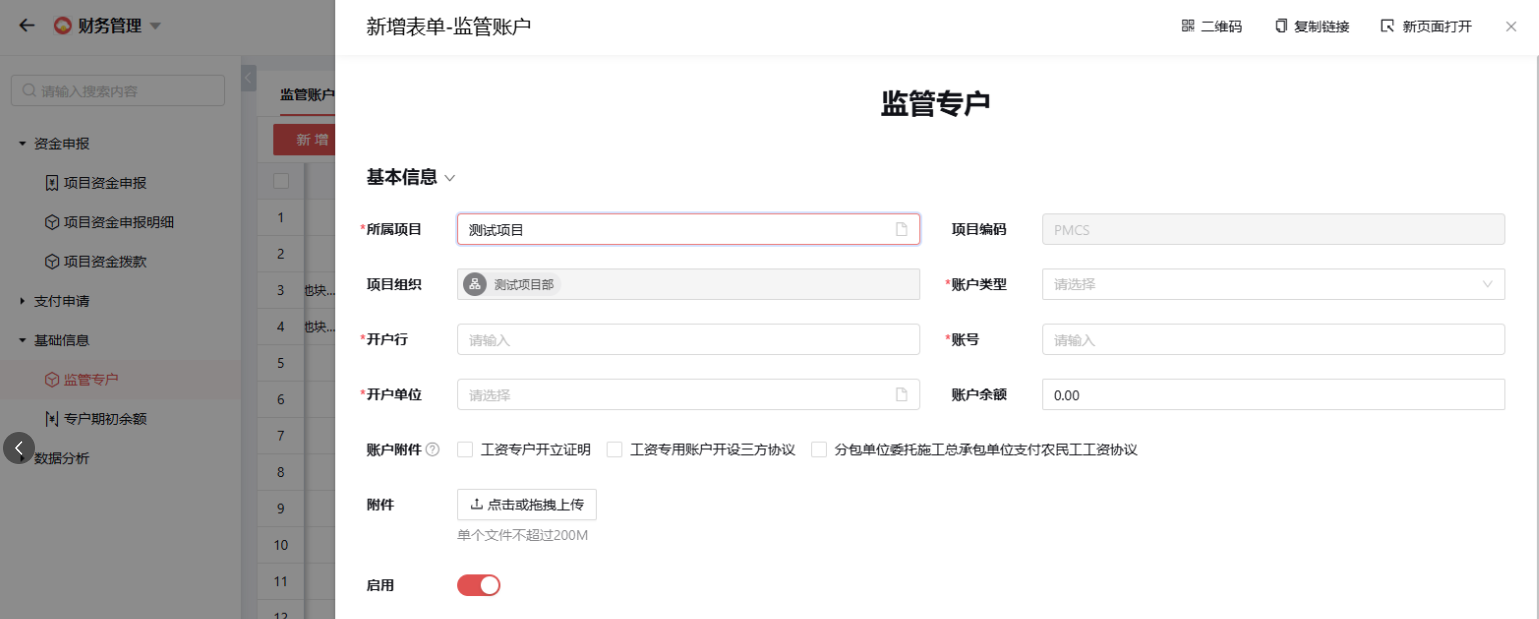 财务管理
请输入搜索内容
资金申报
项目资金申报
项目资金申报明细
项目资金拨款
支付申请
基础信息
监管专户
专户期初余额
数据分析
监管账户
新 增
1
2
3 地块...
4 地块...
5
6
7
8
9
10
11
12
新增表单-监管账户
二维码 复制链接 新页面打开
监管专户
基本信息
*所属项目 测试项目 项目编码 PMCS
项目组织 测试项目部 *账户类型 请选择
*开户行 请输入 *账号 请输入
*开户单位 请选择 账户余额 0.00
账户附件 工资专户开立证明 工资专用账户开设三方协议 分包单位委托施工总承包单位支付农民工工资协议
附件 点击或拖拽上传
单个文件不超过200M
启用